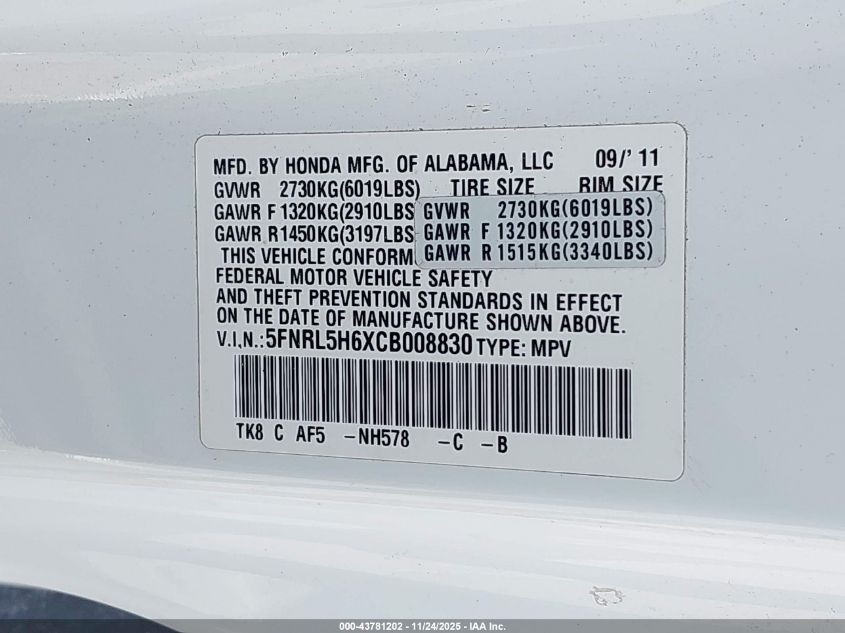 MFD. BY HONDA MFG. OF ALABAMA, LLC 09/' 11
GVWR 2730KG(6019LBS) TIRE SIZE RIM SIZE
GAWR F 1320KG(2910LBS
GAWR R 1450KG(3197LBS
GVWR 2730KG(6019LBS)
GAWR F 1320KG(2910LBS)
GAWR R 1515KG(3340LBS)
THIS VEHICLE CONFORM
FEDERAL MOTOR VEHICLE SAFETY
AND THEFT PREVENTION STANDARDS IN EFFECT
ON THE DATE OF MANUFACTURE SHOWN ABOVE.
V.I.N.:5FNRL5H6XCB008830 TYPE: MPV
TK8 C AF5 -NH578 -C -B
000-43781202 - 11/24/2025 - IAA Inc.